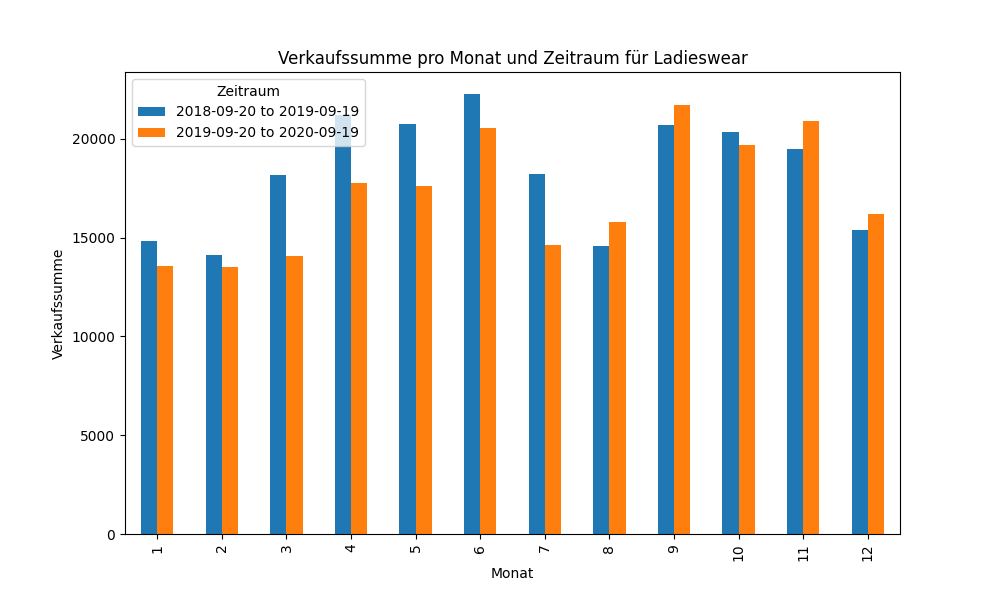 Verkaufssumme pro Monat und Zeitraum für Ladieswear
Zeitraum
2018-09-20 to 2019-09-19
2019-09-20 to 2020-09-19
Verkaufssumme
20000
15000
10000
5000
0
1 2 3 4 5 6 7 8 9 10 11 12
Monat